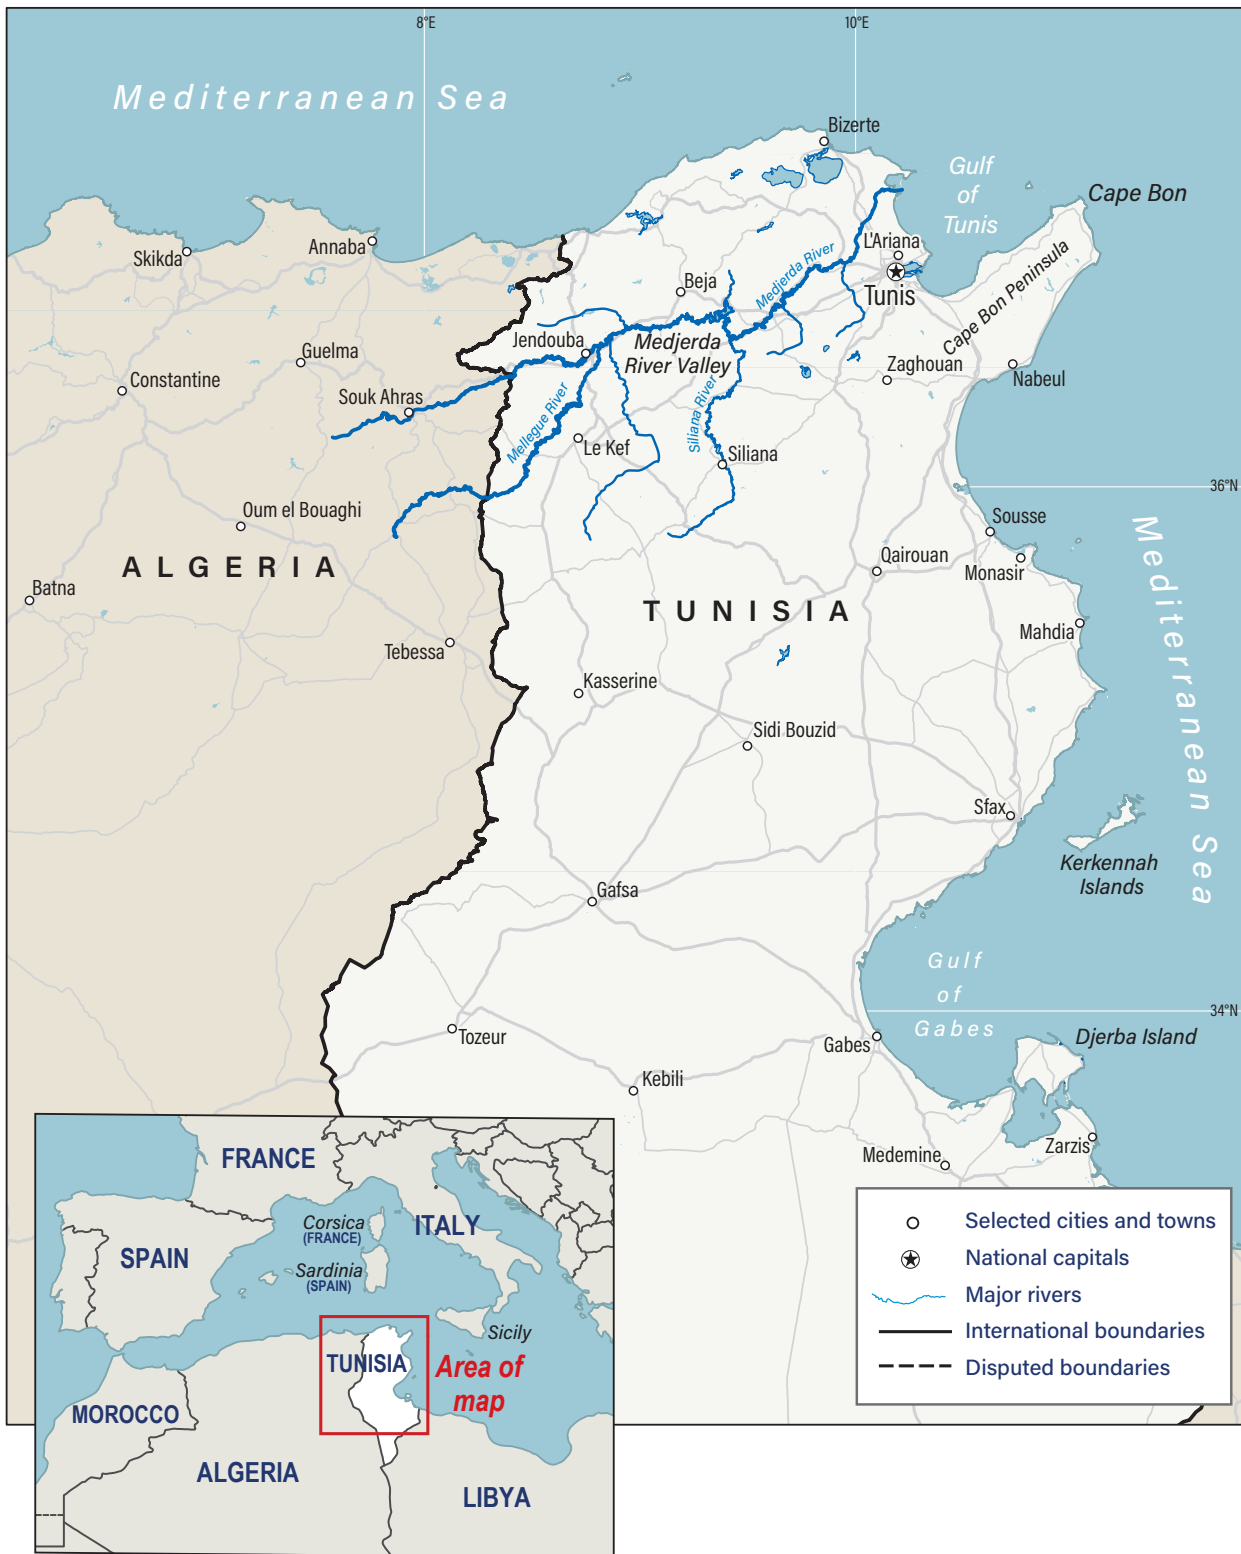 8°E
10°E
Mediterranean Sea
Bizerte
Gulf
of
Tunis
Cape Bon
Skikda
Annaba
L'Ariana
Tunis
Medjerda River
Beja
Cape Bon Peninsula
Jendouba
Medjerda
River Valley
Guelma
Constantine
Souk Ahras
Zaghouan
Nabeul
Mellegue River
Siliana River
Le Kef
Siliana
36°N
Oum el Bouaghi
Sousse
Mediterranean Sea
ALGERIA
Qairouan
Monasir
Batna
TUNISIA
Mahdia
Tebessa
Kasserine
Sidi Bouzid
Sfax
Kerkennah
Islands
Gafsa
Gulf
of
Gabes
34°N
Tozeur
Gabes
Djerba Island
Kebili
Medemine
Zarzis
FRANCE
Corsica
(FRANCE)
ITALY
SPAIN
Sardinia
(SPAIN)
Sicily
TUNISIA
Area of
map
MOROCCO
ALGERIA
LIBYA
Selected cities and towns
National capitals
Major rivers
International boundaries
Disputed boundaries